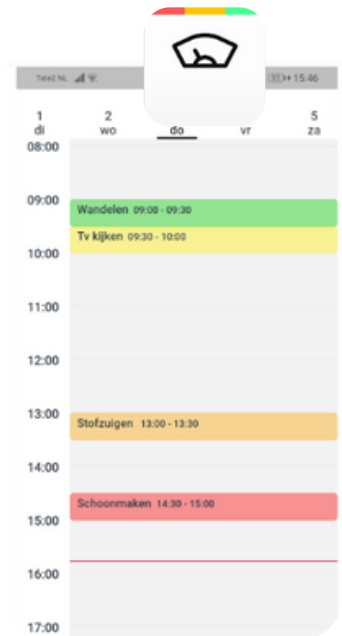 Tele2 NL 15:46
1 2 5
di wo do vr za
08:00
09:00
Wandelen 09:00 - 09:30
Tv kijken 09:30 - 10:00
10:00
11:00
12:00
13:00
Stofzuigen 13:00 - 13:30
14:00
Schoonmaken 14:30 - 15:00
15:00
16:00
17:00